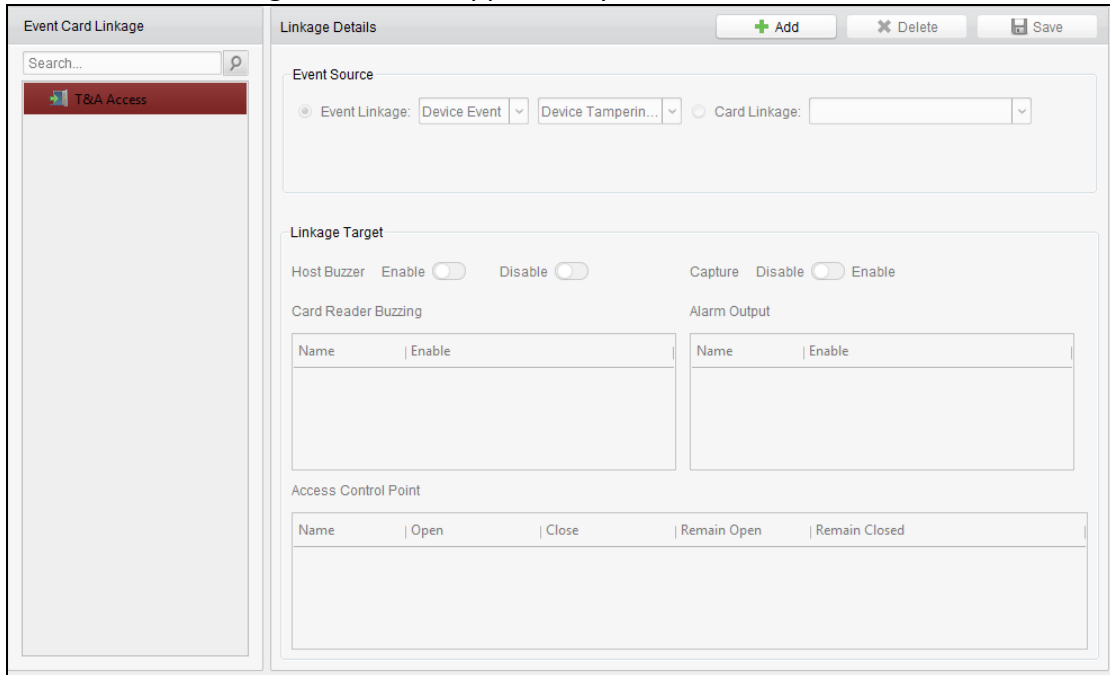 Event Card Linkage
Search...
T&A Access
Linkage Details
Add
Delete
Save
Event Source
Event Linkage: Device Event Device Tamperin... Card Linkage:
Linkage Target
Host Buzzer Enable Disable Capture Disable Enable
Card Reader Buzzing Alarm Output
Name Enable Name Enable
Access Control Point
Name Open Close Remain Open Remain Closed